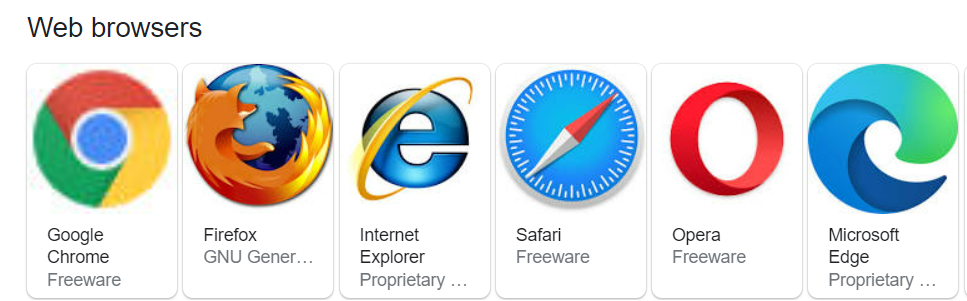 Web browsers
Google
Chrome
Freeware
Firefox
GNU Gener...
Internet
Explorer
Proprietary ...
Safari
Freeware
Opera
Freeware
Microsoft
Edge
Proprietary ...